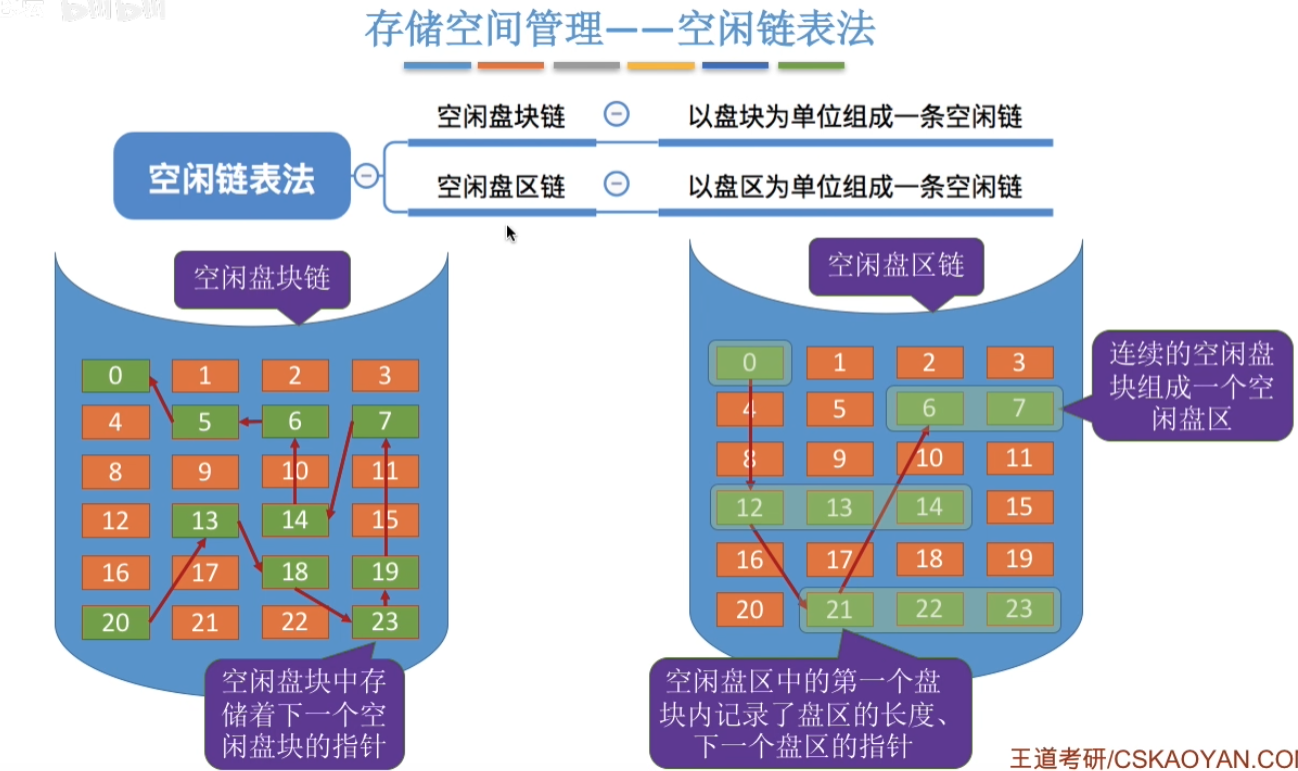 存储空间管理——空闲链表法
空闲链表法
空闲盘块链
以盘块为单位组成一条空闲链
空闲盘区链
以盘区为单位组成一条空闲链
空闲盘块链
0 1 2 3
4 5 6 7
8 9 10 11
12 13 14 15
16 17 18 19
20 21 22 23
空闲盘块中存
储着下一个空
闲盘块的指针
空闲盘区链
0 1 2 3
4 5 6 7
8 9 10 11
12 13 14 15
16 17 18 19
20 21 22 23
连续的空闲盘
块组成一个空
闲盘区
空闲盘区中的第一个盘
块内记录了盘区的长度、
下一个盘区的指针
王道考研/CSKAOYAN.CO